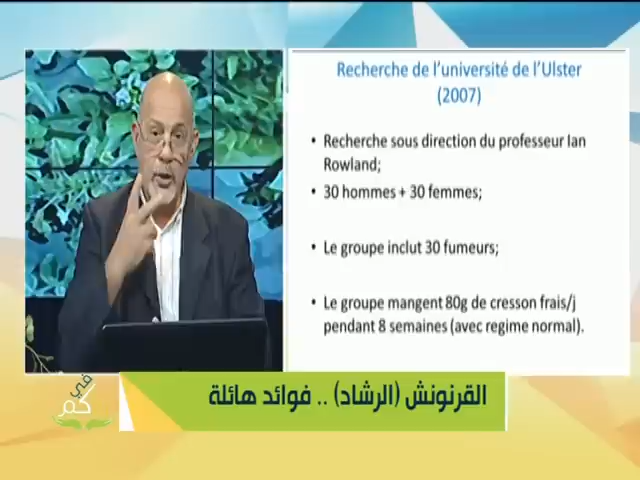 Recherche de l'université de l'Ulster
(2007)
• Recherche sous direction du professeur Ian
Rowland;
• 30 hommes + 30 femmes;
• Le groupe inclut 30 fumeurs;
• Le groupe mangent 80g de cresson frais/j
pendant 8 semaines (avec regime normal).
القرنونش (الرشاد) .. فوائد هائلة
في
كم